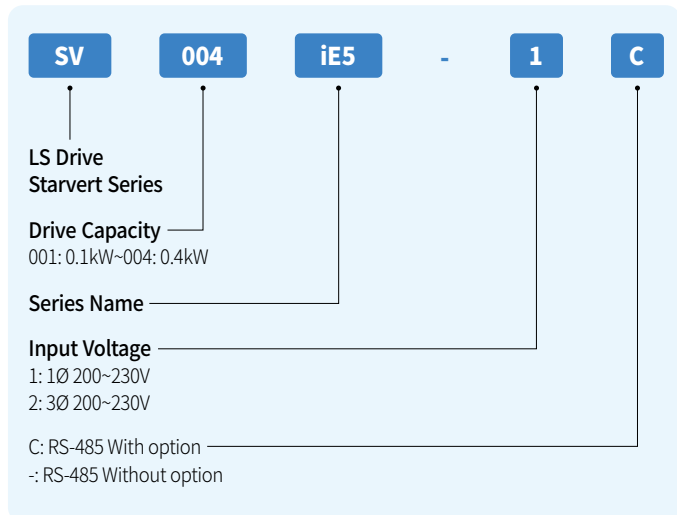 SV 004 iE5 - 1 C
LS Drive
Starvert Series
Drive Capacity
001: 0.1kW~004: 0.4kW
Series Name
Input Voltage
1: 1Ø 200~230V
2: 3Ø 200~230V
C: RS-485 With option
-: RS-485 Without option